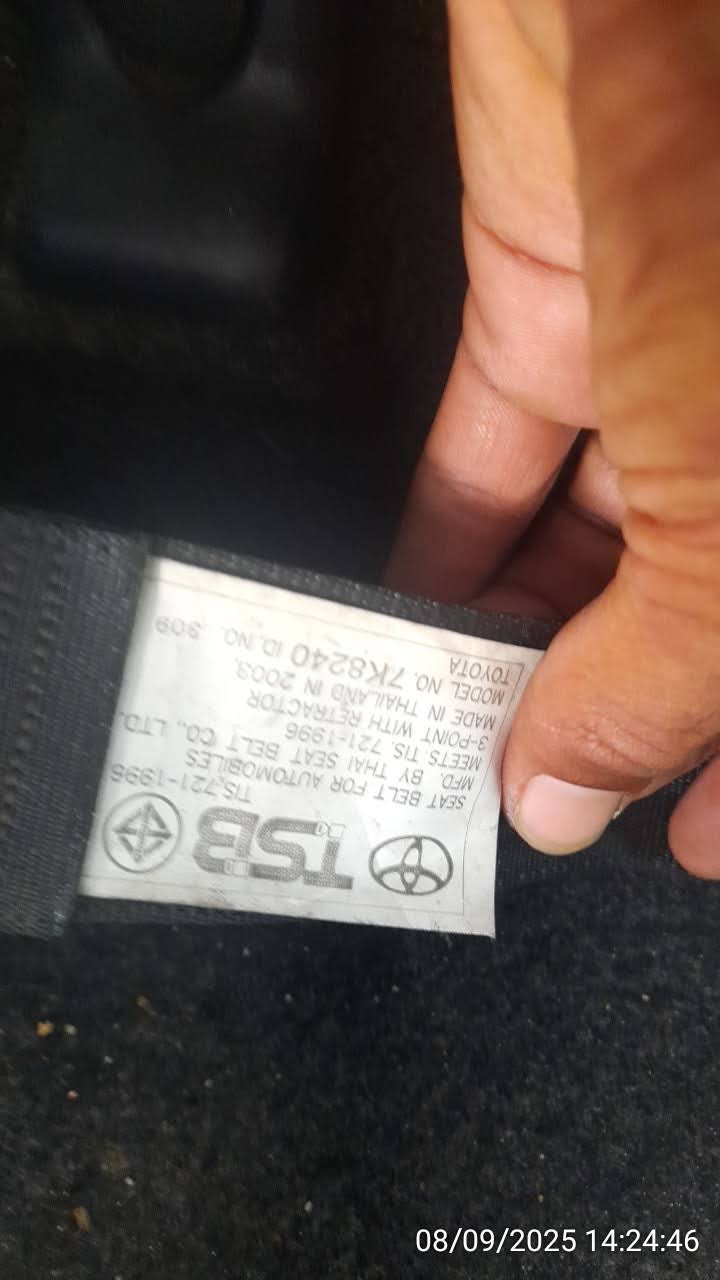 TSB
TIS.721-1996
SEAT BELT FOR AUTOMOBILES
MFD. BY THAI SEAT BELT CO., LTD.
MEETS. TIS. 721-1996
3-POINT WITH RETRACTOR
MADE IN THAILAND IN 2003.
MODEL NO. 7K8240 ID.NO. 909
TOYOTA
08/09/2025 14:24:46